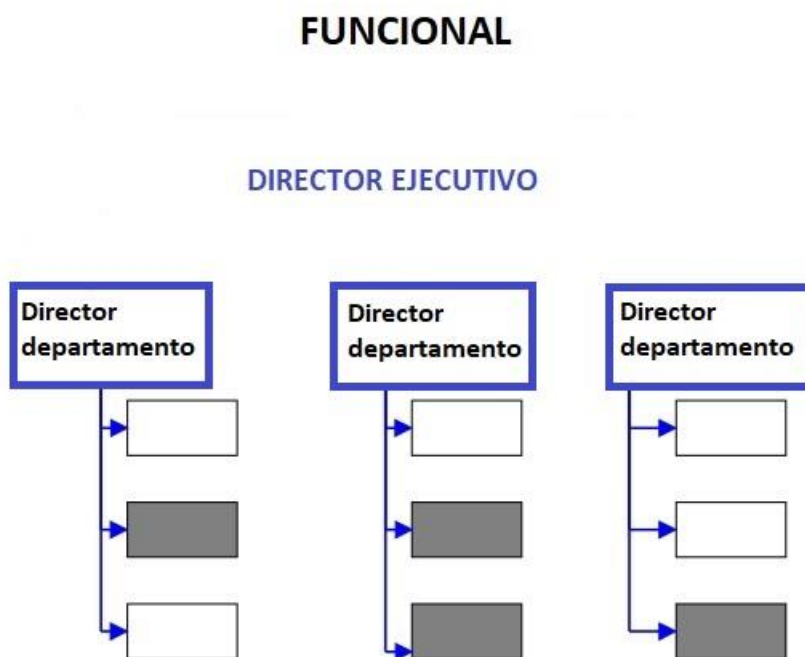 FUNCIONAL
DIRECTOR EJECUTIVO
Director
departamento
Director
departamento
Director
departamento